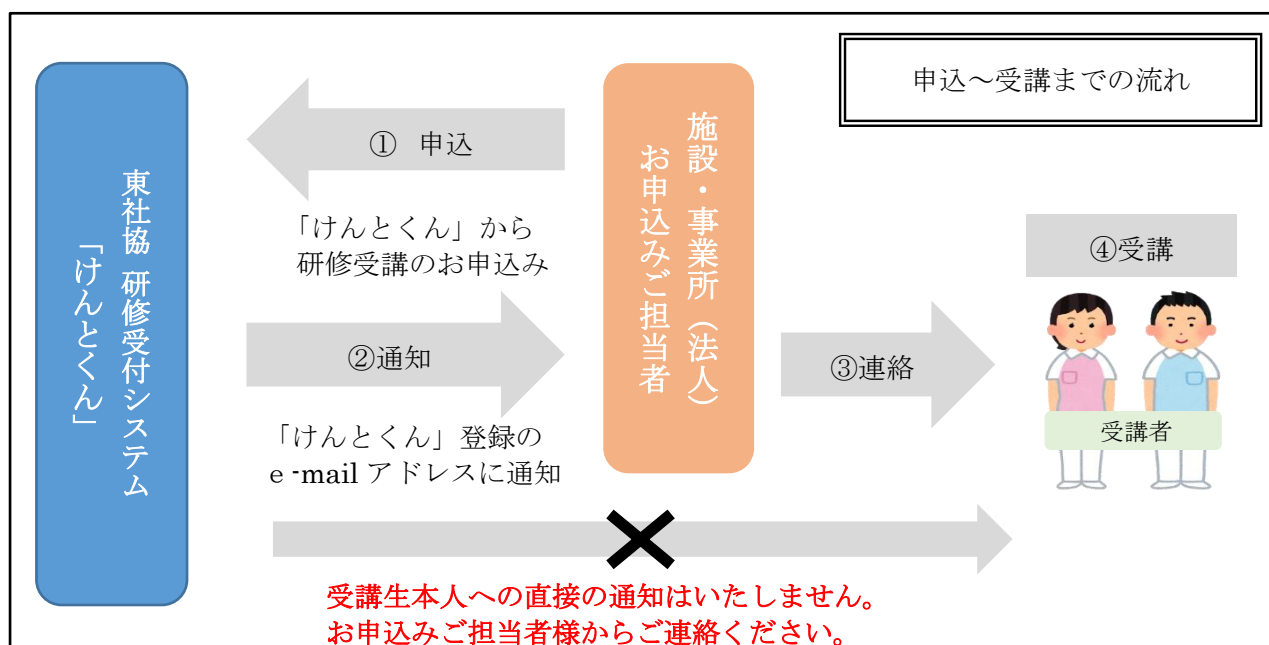 申込～受講までの流れ
東社協 研修受付システム
「けんとくん」
① 申込
「けんとくん」から
研修受講のお申込み
②通知
「けんとくん」登録の
e-mail アドレスに通知
施設・事業所（法人）
お申込みご担当者
③連絡
④受講
受講者
受講生本人への直接の通知はいたしません。
お申込みご担当者様からご連絡ください。